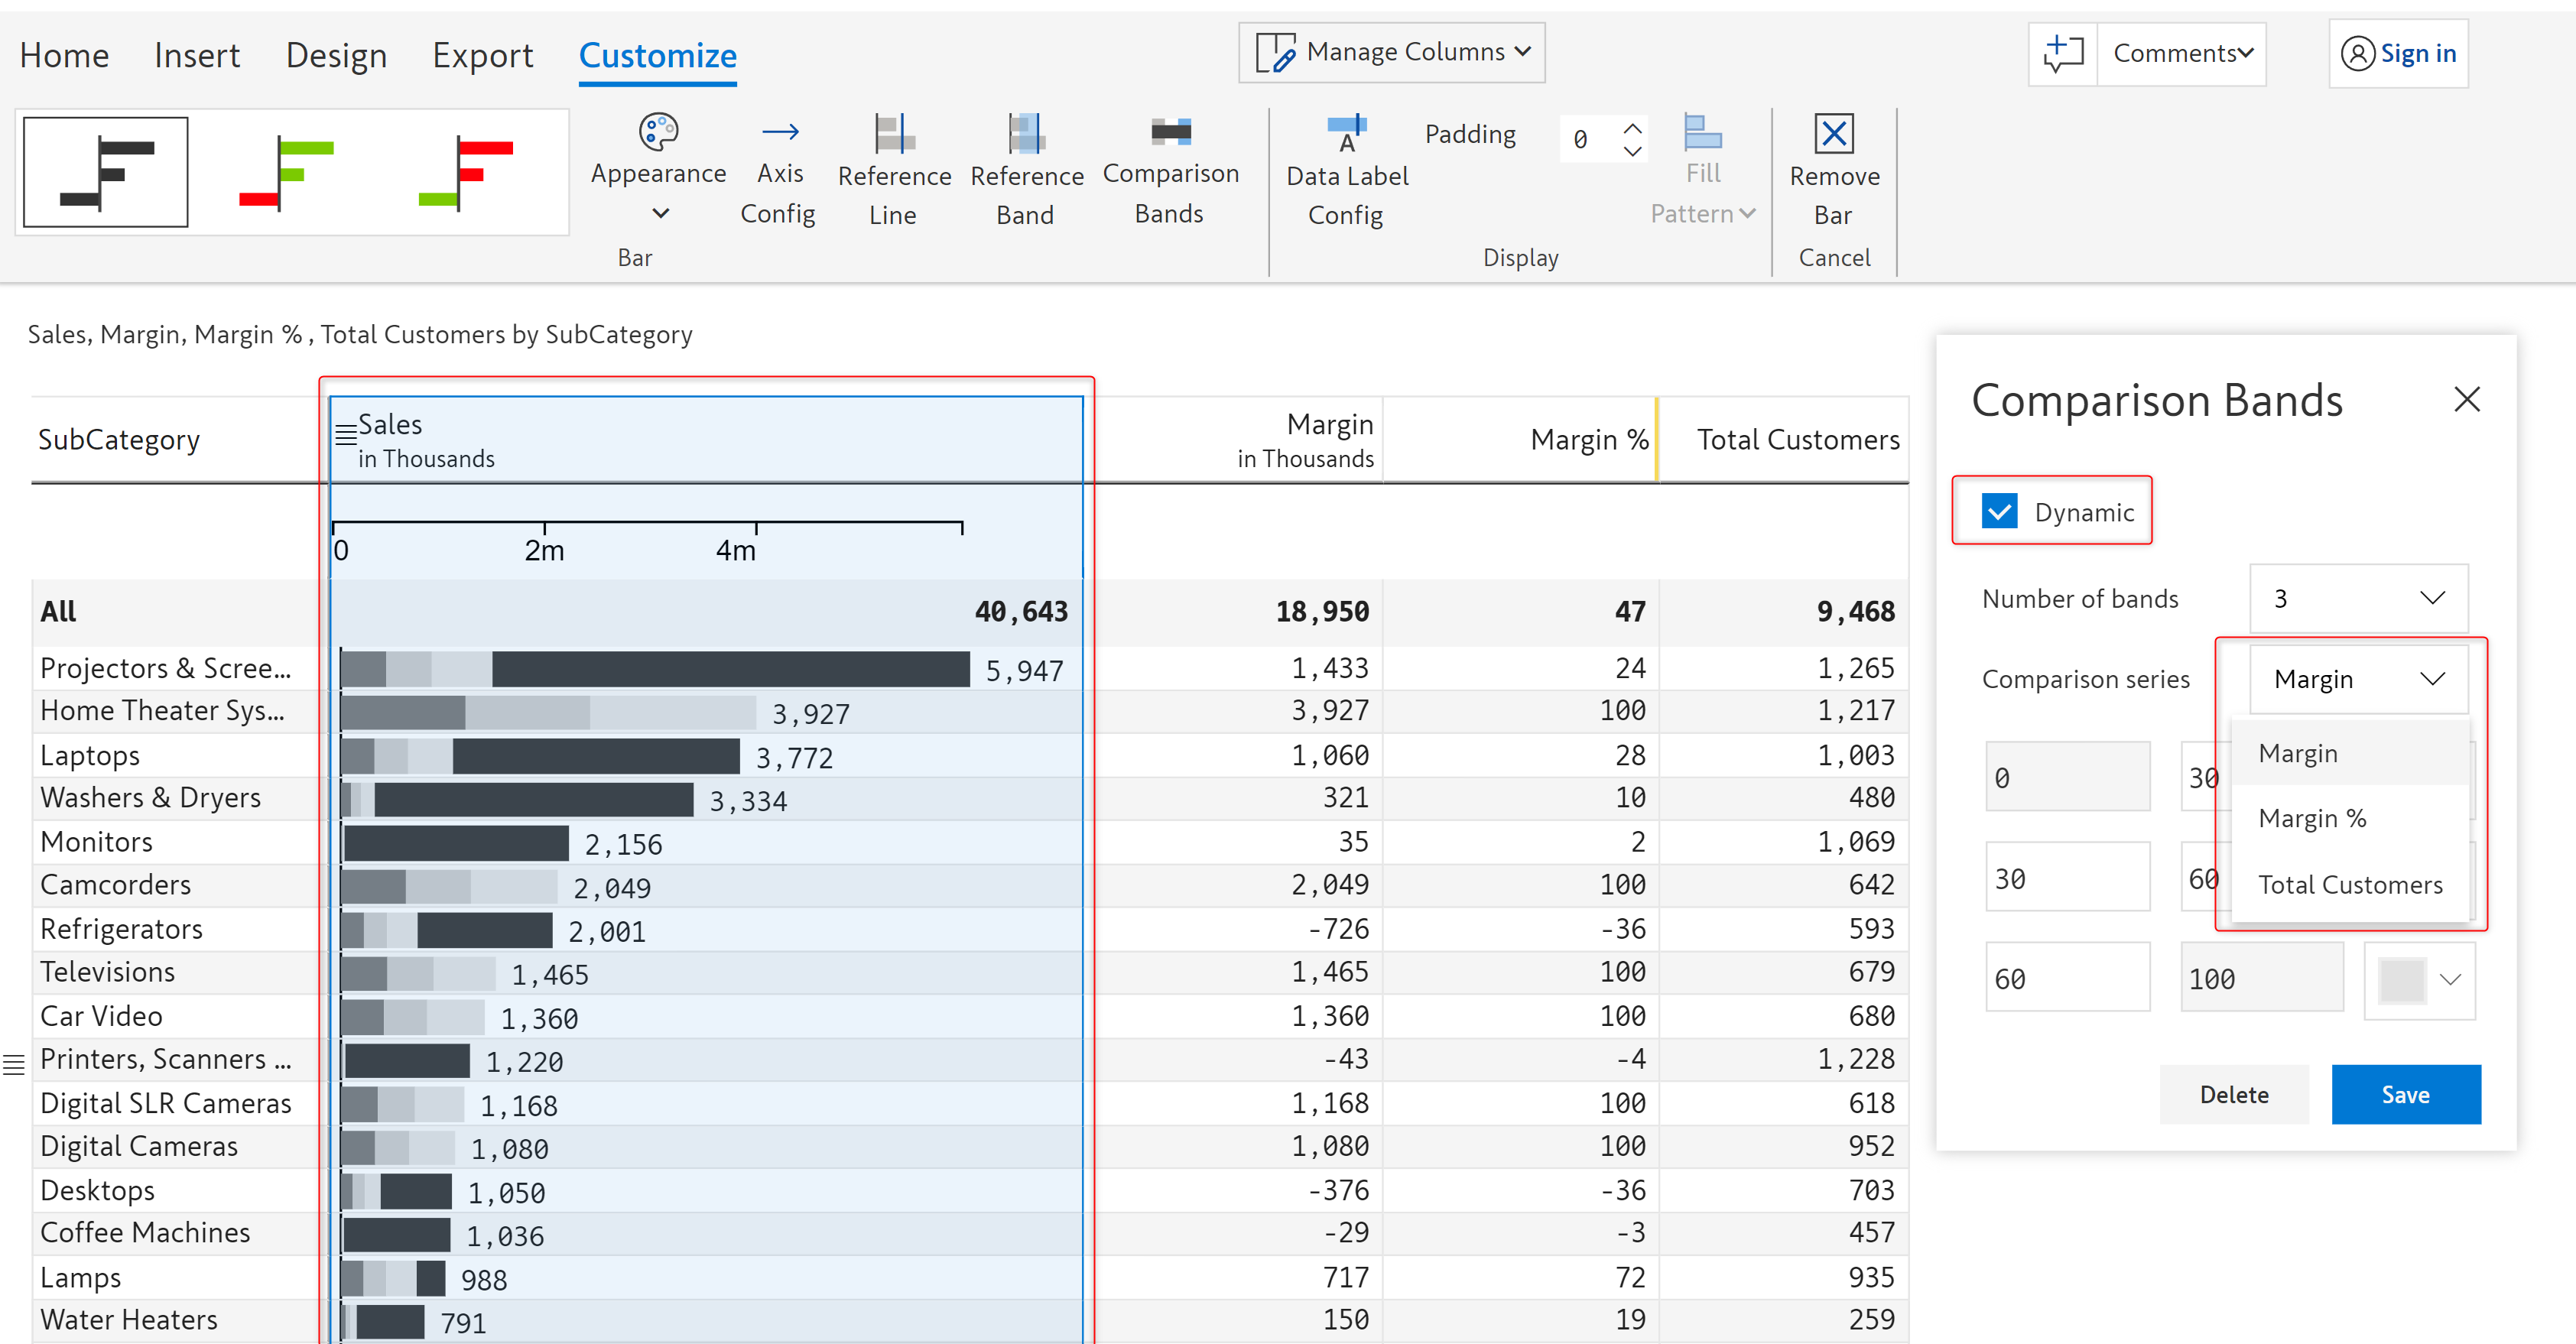 Home Insert Design Export Customize Manage Columns Comments Sign in
Appearance Axis Config Reference Line Reference Band Comparison Bands Data Label Config Padding 0 Fill Pattern Remove Bar
Bar Display Cancel
Sales, Margin, Margin % , Total Customers by SubCategory
SubCategory Sales in Thousands Margin in Thousands Margin % Total Customers
0 2m 4m
All 40,643 18,950 47 9,468
Projectors & Scree... 5,947 1,433 24 1,265
Home Theater Sys... 3,927 3,927 100 1,217
Laptops 3,772 1,060 28 1,003
Washers & Dryers 3,334 321 10 480
Monitors 2,156 35 2 1,069
Camcorders 2,049 2,049 100 642
Refrigerators 2,001 -726 -36 593
Televisions 1,465 1,465 100 679
Car Video 1,360 1,360 100 680
Printers, Scanners ... 1,220 -43 -4 1,228
Digital SLR Cameras 1,168 1,168 100 618
Digital Cameras 1,080 1,080 100 952
Desktops 1,050 -376 -36 703
Coffee Machines 1,036 -29 -3 457
Lamps 988 717 72 935
Water Heaters 791 150 19 259
Comparison Bands
Dynamic
Number of bands 3
Comparison series Margin
Margin
Margin %
Total Customers
0 30
30 60
60 100
Delete Save